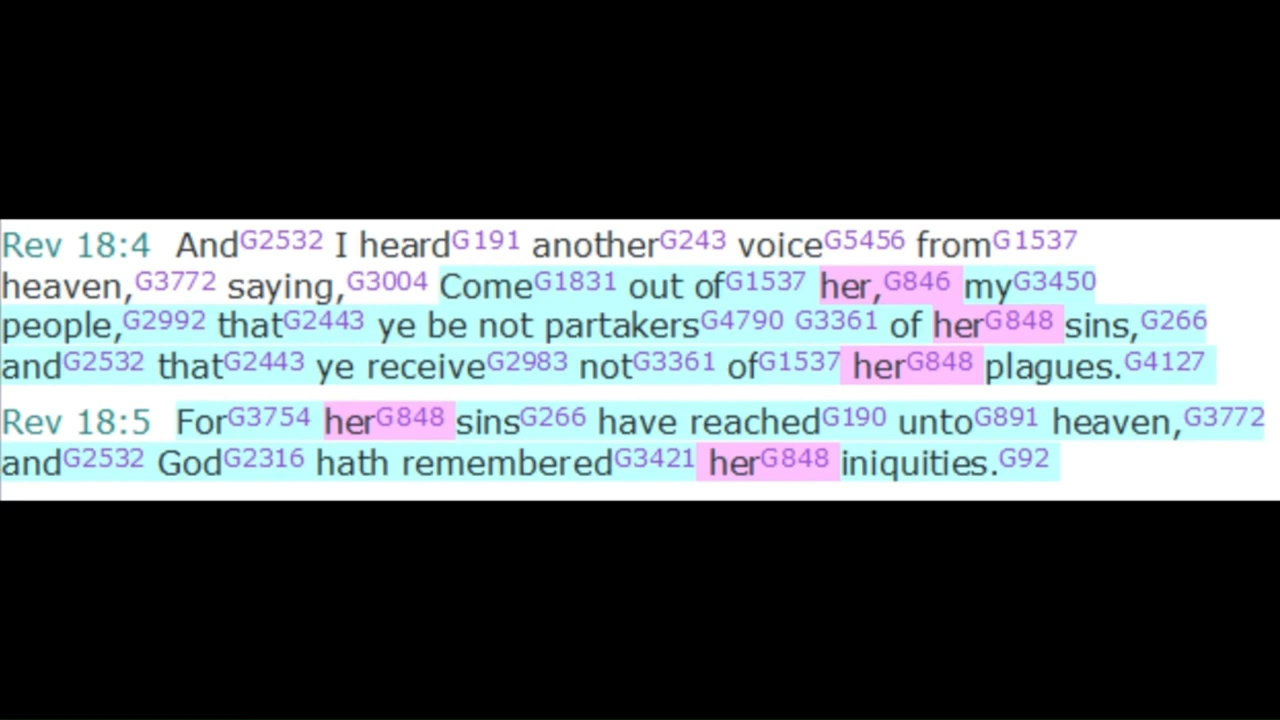 Rev 18:4 AndG2532 I heardG191 anotherG243 voiceG5456 fromG1537
heaven,G3772 saying,G3004 ComeG1831 out ofG1537 her,G846 myG3450
people,G2992 thatG2443 ye be not partakersG4790 G3361 of herG848 sins,G266
andG2532 thatG2443 ye receiveG2983 notG3361 ofG1537 herG848 plagues.G4127
Rev 18:5 ForG3754 herG848 sinsG266 have reachedG190 untoG891 heaven,G3772
andG2532 GodG2316 hath rememberedG3421 herG848 iniquities.G92